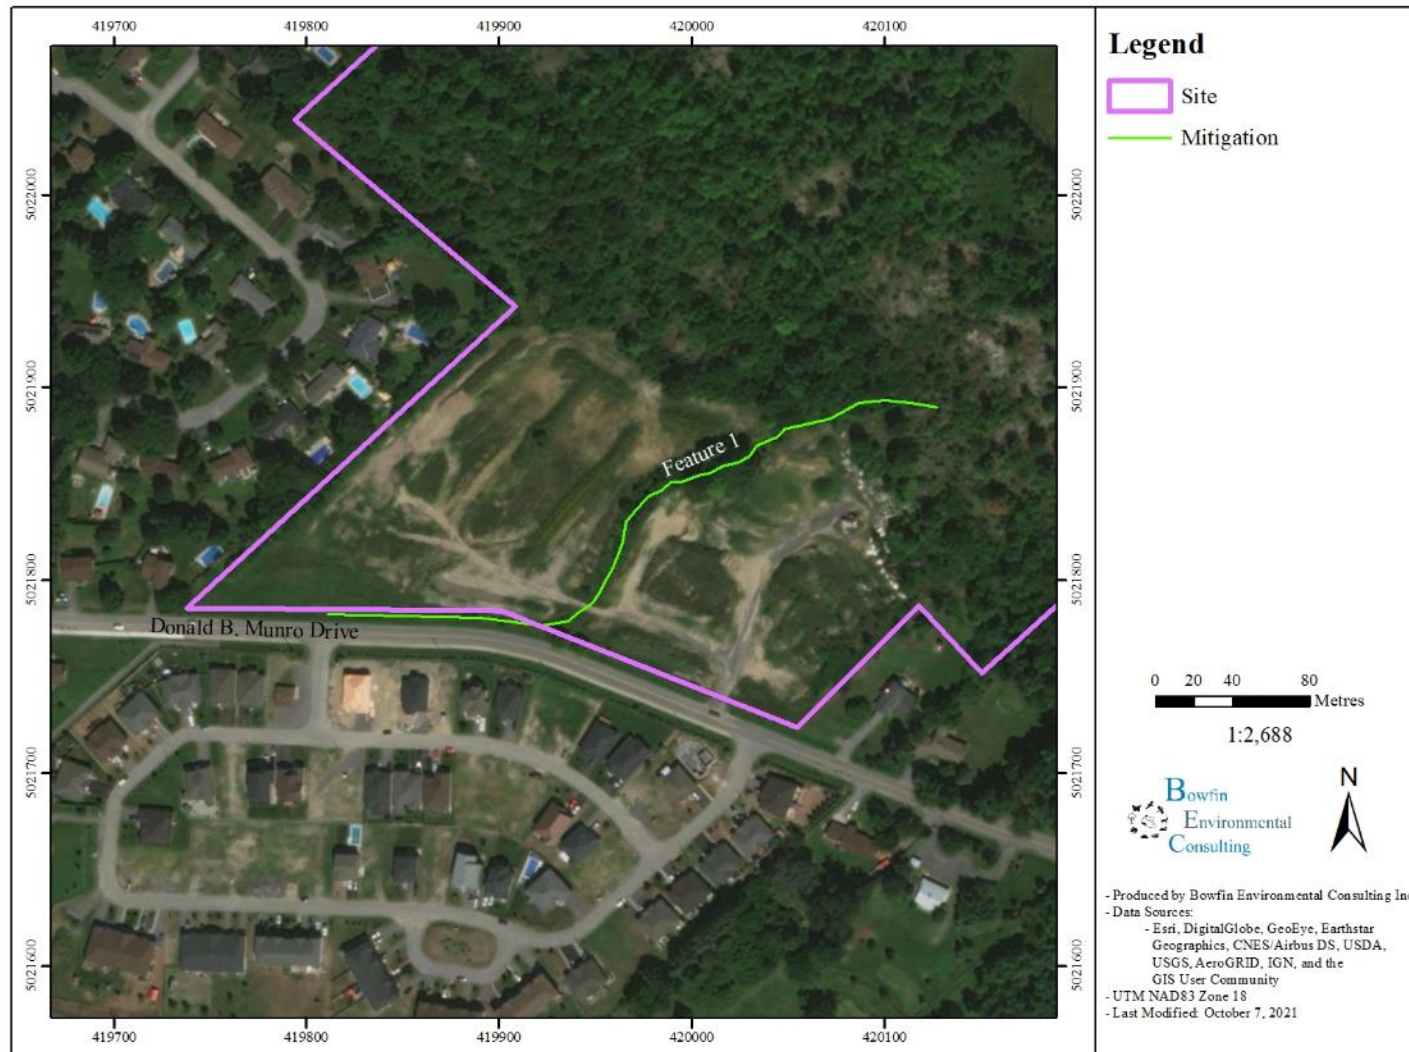 419700 419800 419900 420000 420100
Legend
Site
Mitigation
5022000 5022000
5021900 5021900
Feature 1
5021800 5021800
Donald B. Munro Drive
0 20 40 80
Metres
1:2,688
5021700 5021700
N
Bowfin
Environmental
Consulting
- Produced by Bowfin Environmental Consulting Inc
- Data Sources:
- Esri, DigitalGlobe, GeoEye, Earthstar
Geographics, CNES/Airbus DS, USDA,
USGS, AeroGRID, IGN, and the
GIS User Community
- UTM NAD83 Zone 18
- Last Modified: October 7, 2021
5021600 5021600
419700 419800 419900 420000 420100